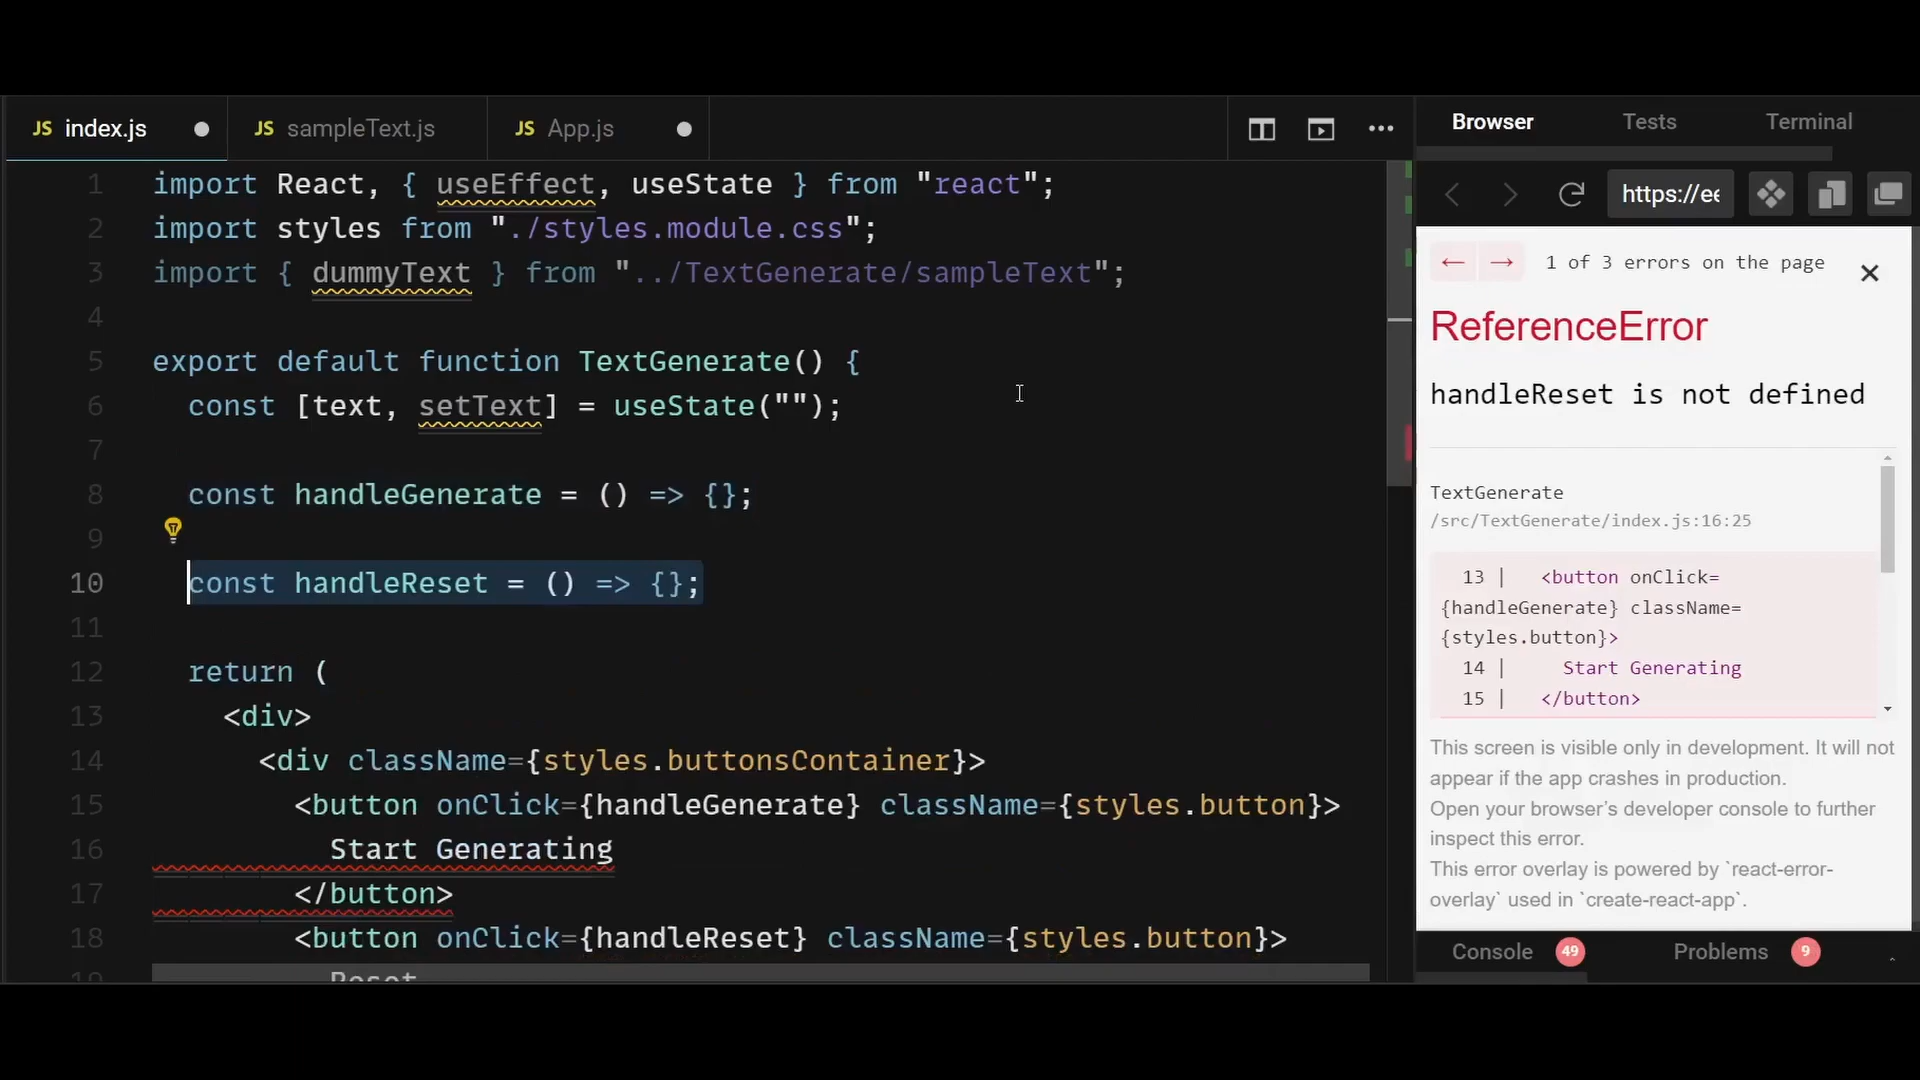 JS index.js
JS sampleText.js
JS App.js
1 import React, { useEffect, useState } from "react";
2 import styles from "./styles.module.css";
3 import { dummyText } from "../TextGenerate/sampleText";
4
5 export default function TextGenerate() {
6 const [text, setText] = useState("");
7
8 const handleGenerate = () => {};
9
10 const handleReset = () => {};
11
12 return (
13 <div>
14 <div className={styles.buttonsContainer}>
15 <button onClick={handleGenerate} className={styles.button}>
16 Start Generating
17 </button>
18 <button onClick={handleReset} className={styles.button}>
19 Reset
Browser Tests Terminal
https://ee
← → 1 of 3 errors on the page
ReferenceError
handleReset is not defined
TextGenerate
/src/TextGenerate/index.js:16:25
13 | <button onClick=
{handleGenerate} className=
{styles.button}>
14 | Start Generating
15 | </button>
This screen is visible only in development. It will not
appear if the app crashes in production.
Open your browser’s developer console to further
inspect this error.
This error overlay is powered by `react-error-
overlay` used in `create-react-app`.
Console 49 Problems 9